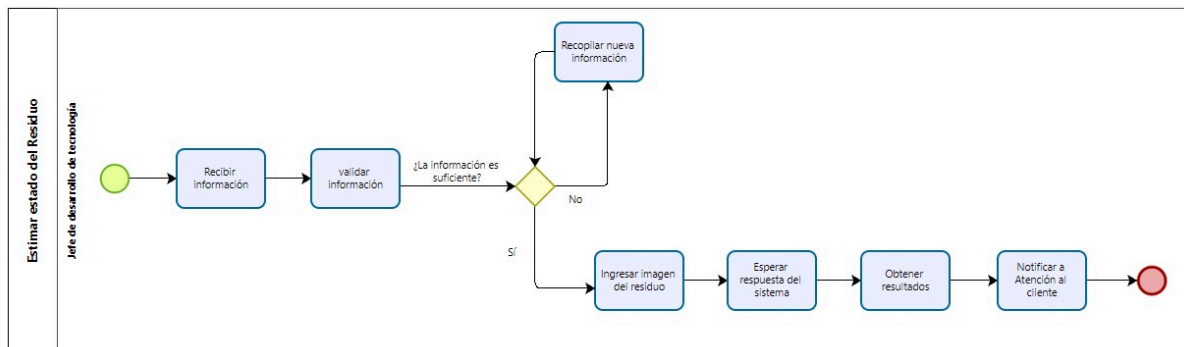 Estimar estado del Residuo
Jefe de desarrollo de tecnología
Recibir
información
validar
información
¿La información es
suficiente?
Recopilar nueva
información
No
Sí
Ingresar imagen
del resíduo
Esperar
respuesta del
sistema
Obtener
resultados
Notificar a
Atención al
cliente